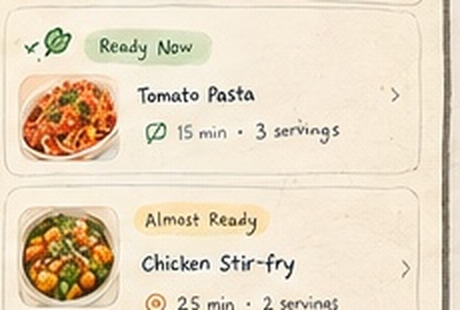 Ready Now
Tomato Pasta
15 min • 3 servings
Almost Ready
Chicken Stir-fry
25 min • 2 servings